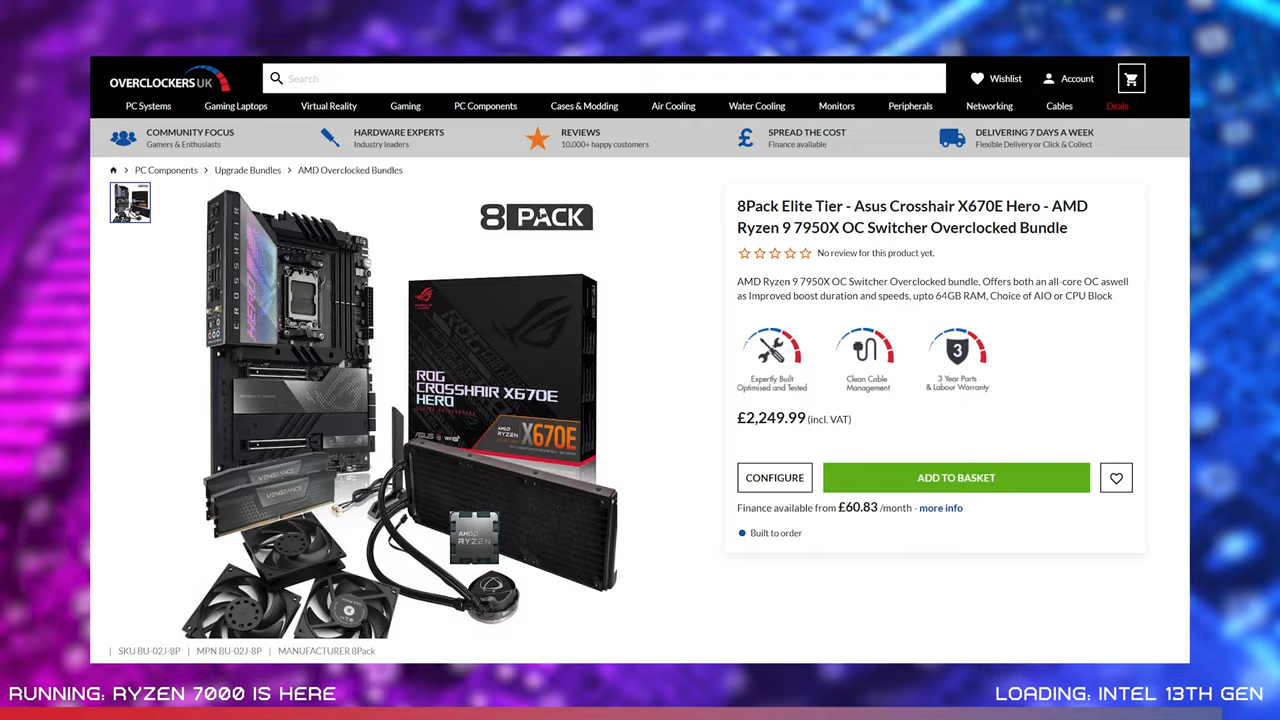 OVERCLOCKERS UK
Search
Wishlist
Account
PC Systems
Gaming Laptops
Virtual Reality
Gaming
PC Components
Cases & Modding
Air Cooling
Water Cooling
Monitors
Peripherals
Networking
Cables
Deals
COMMUNITY FOCUS
Gamers & Enthusiasts
HARDWARE EXPERTS
Industry leaders
REVIEWS
10,000+ happy customers
SPREAD THE COST
Finance available
DELIVERING 7 DAYS A WEEK
Flexible Delivery or Click & Collect
PC Components
Upgrade Bundles
AMD Overclocked Bundles
8PACK
CROSSHAIR
ROG
CROSSHAIR X670E
HERO
ASUS
AMD
RYZEN
X670E
VENGEANCE
VENGEANCE
AMD
RYZEN
8Pack Elite Tier - Asus Crosshair X670E Hero - AMD
Ryzen 9 7950X OC Switcher Overclocked Bundle
No review for this product yet.
AMD Ryzen 9 7950X OC Switcher Overclocked bundle, Offers both an all-core OC aswell
as Improved boost duration and speeds, upto 64GB RAM, Choice of AIO or CPU Block
Expertly Built
Optimised and Tested
Clean Cable
Management
3
3 Year Parts
& Labour Warranty
£2,249.99 (incl. VAT)
CONFIGURE
ADD TO BASKET
Finance available from £60.83 /month - more info
Built to order
| SKU BU-02J-8P | MPN BU-02J-8P | MANUFACTURER 8Pack
RUNNING: RYZEN 7000 IS HERE
LOADING: INTEL 13TH GEN